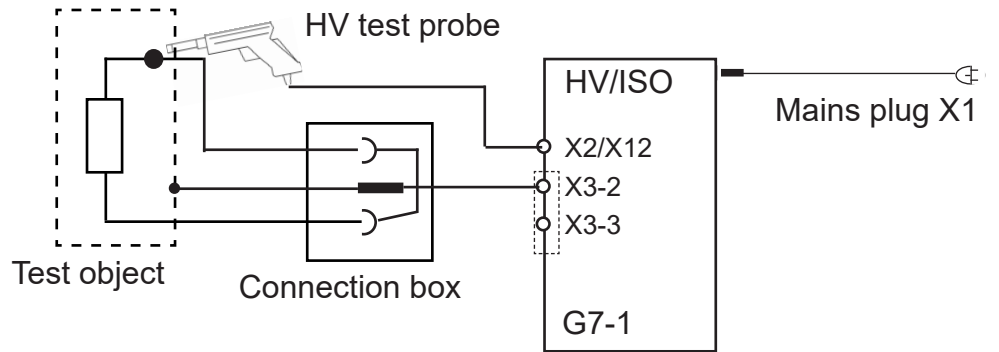 HV test probe
HV/ISO
Mains plug X1
X2/X12
X3-2
X3-3
Test object
Connection box
G7-1